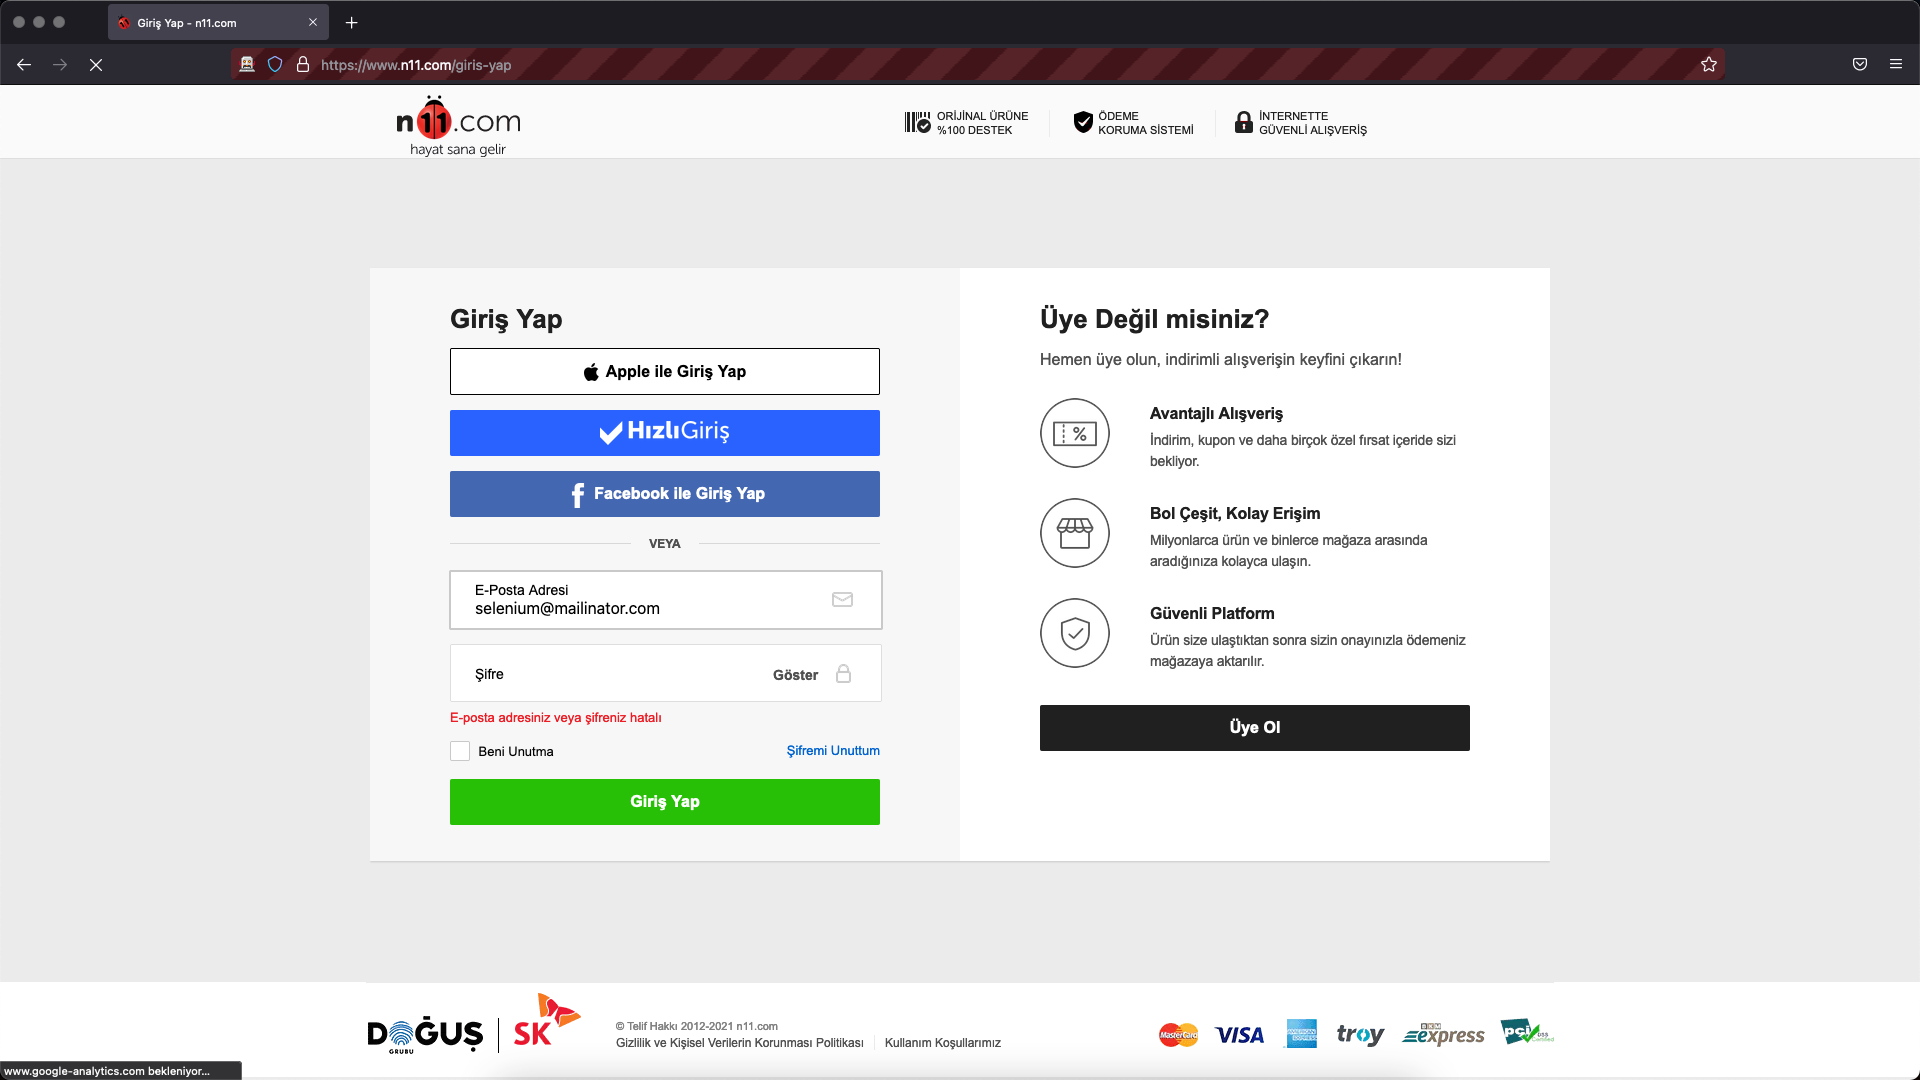 Giriş Yap - n11.com
https://www.n11.com/giris-yap
n11.com
hayat sana gelir
ORİJİNAL ÜRÜNE
%100 DESTEK
ÖDEME
KORUMA SİSTEMİ
İNTERNETTE
GÜVENLİ ALIŞVERİŞ
Giriş Yap
Apple ile Giriş Yap
HızlıGiriş
Facebook ile Giriş Yap
VEYA
E-Posta Adresi
selenium@mailinator.com
Şifre
Göster
E-posta adresiniz veya şifreniz hatalı
Beni Unutma
Şifremi Unuttum
Giriş Yap
Üye Değil misiniz?
Hemen üye olun, indirimli alışverişin keyfini çıkarın!
%
Avantajlı Alışveriş
İndirim, kupon ve daha birçok özel fırsat içeride sizi
bekliyor.
Bol Çeşit, Kolay Erişim
Milyonlarca ürün ve binlerce mağaza arasında
aradığınıza kolayca ulaşın.
Güvenli Platform
Ürün size ulaştıktan sonra sizin onayınızla ödemeniz
mağazaya aktarılır.
Üye Ol
DOĞUŞ
GRUBU
SK
© Telif Hakkı 2012-2021 n11.com
Gizlilik ve Kişisel Verilerin Korunması Politikası
Kullanım Koşullarımız
MasterCard
VISA
AMERICAN EXPRESS
troy
BKM
express
pci
www.google-analytics.com bekleniyor...